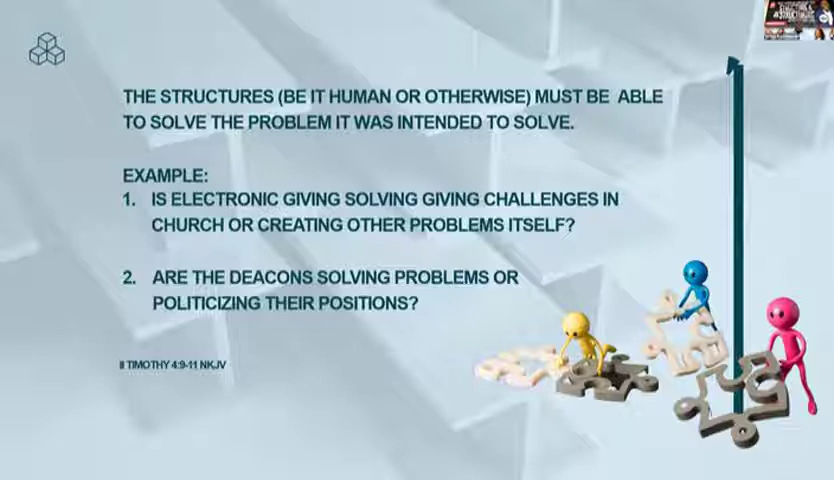 THE STRUCTURES (BE IT HUMAN OR OTHERWISE) MUST BE ABLE
TO SOLVE THE PROBLEM IT WAS INTENDED TO SOLVE.
EXAMPLE:
1. IS ELECTRONIC GIVING SOLVING GIVING CHALLENGES IN
CHURCH OR CREATING OTHER PROBLEMS ITSELF?
2. ARE THE DEACONS SOLVING PROBLEMS OR
POLITICIZING THEIR POSITIONS?
II TIMOTHY 4:9-11 NKJV